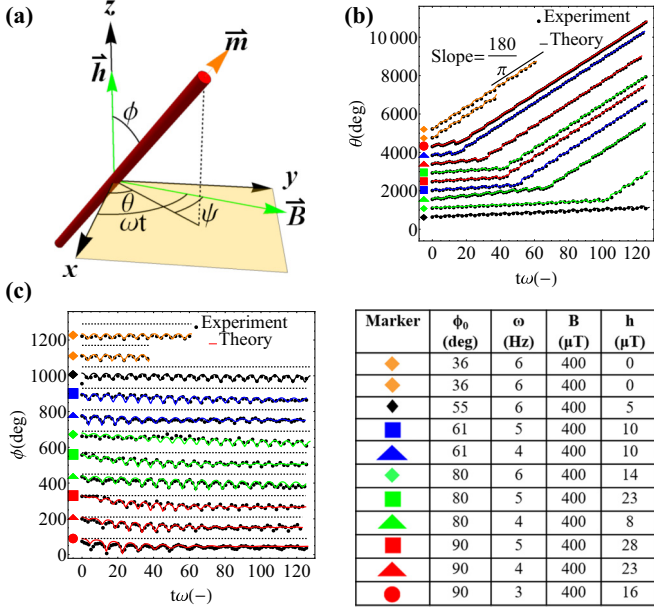 (a)
z
h
m
ϕ
y
θ
ψ
B
ωt
x
(b)
Experiment
Theory
Slope=180/π
10 000
8000
6000
4000
2000
0
θ(deg)
0 20 40 60 80 100 120
tω(−)
(c)
Experiment
Theory
1200
1000
800
600
400
200
0
ϕ(deg)
0 20 40 60 80 100 120
tω(−)
Marker ϕ0 (deg) ω (Hz) B (μT) h (μT)
36 6 400 0
36 6 400 0
55 6 400 5
61 5 400 10
61 4 400 10
80 6 400 14
80 5 400 23
80 4 400 8
90 5 400 28
90 4 400 23
90 3 400 16